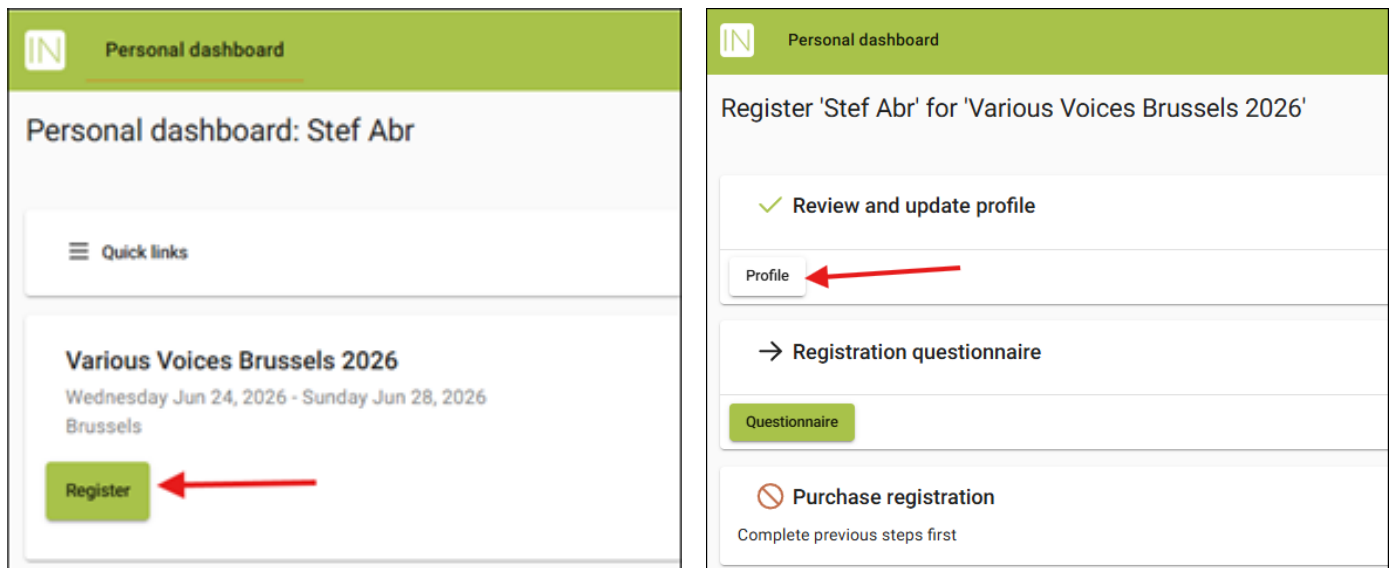 IN Personal dashboard
Personal dashboard: Stef Abr
Quick links
Various Voices Brussels 2026
Wednesday Jun 24, 2026 - Sunday Jun 28, 2026
Brussels
Register
IN Personal dashboard
Register 'Stef Abr' for 'Various Voices Brussels 2026'
Review and update profile
Profile
Registration questionnaire
Questionnaire
Purchase registration
Complete previous steps first